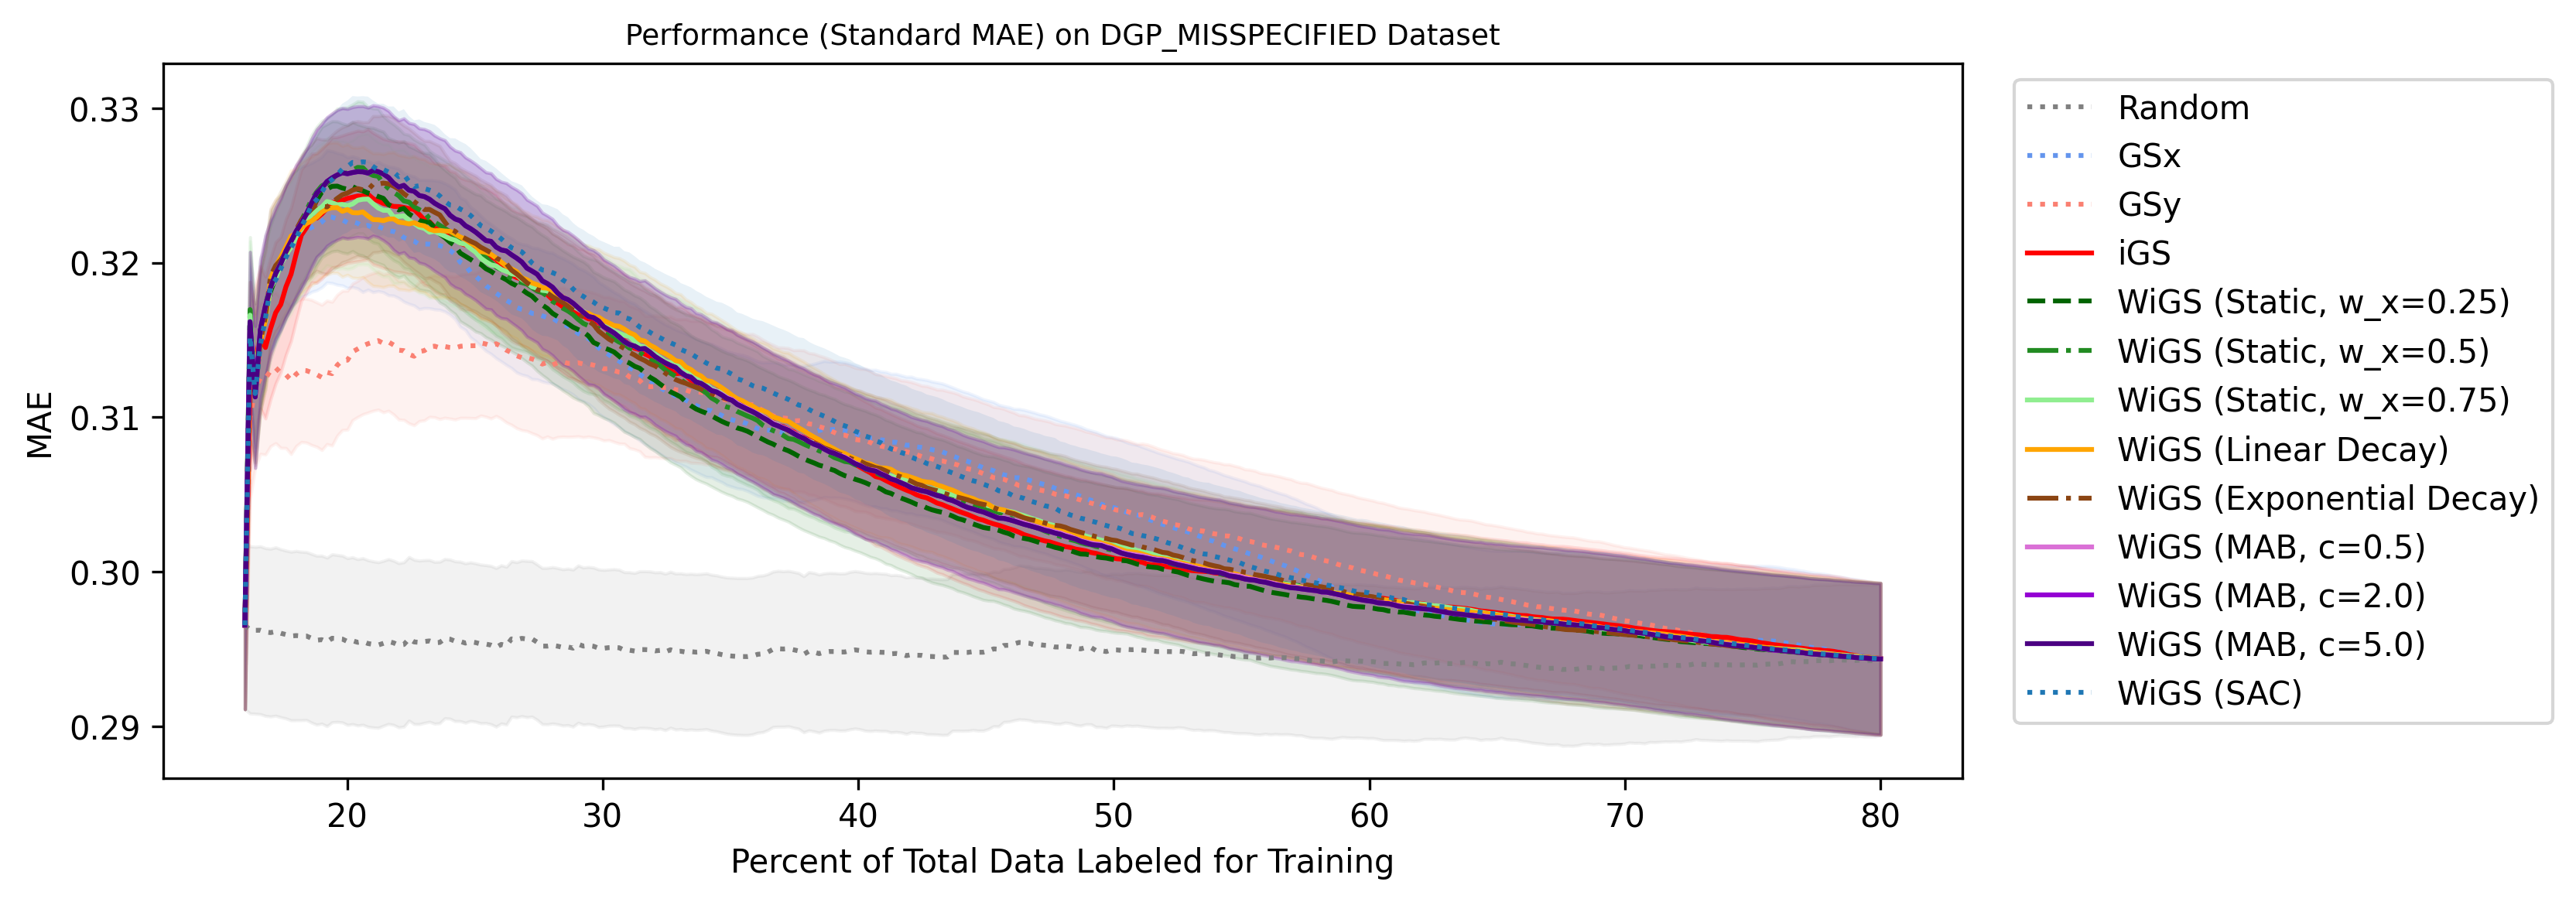 Performance (Standard MAE) on DGP_MISSPECIFIED Dataset
MAE
0.33
0.32
0.31
0.30
0.29
20 30 40 50 60 70 80
Percent of Total Data Labeled for Training
Random
GSx
GSy
iGS
WiGS (Static, w_x=0.25)
WiGS (Static, w_x=0.5)
WiGS (Static, w_x=0.75)
WiGS (Linear Decay)
WiGS (Exponential Decay)
WiGS (MAB, c=0.5)
WiGS (MAB, c=2.0)
WiGS (MAB, c=5.0)
WiGS (SAC)